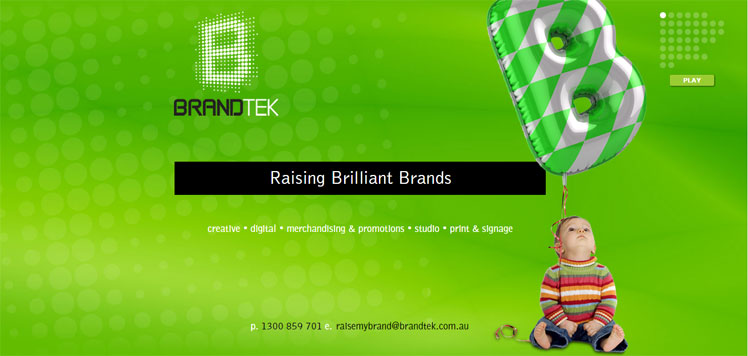 BRANDTEK
PLAY
Raising Brilliant Brands
creative • digital • merchandising & promotions • studio • print & signage
p. 1300 859 701 e. raisemybrand@brandtek.com.au